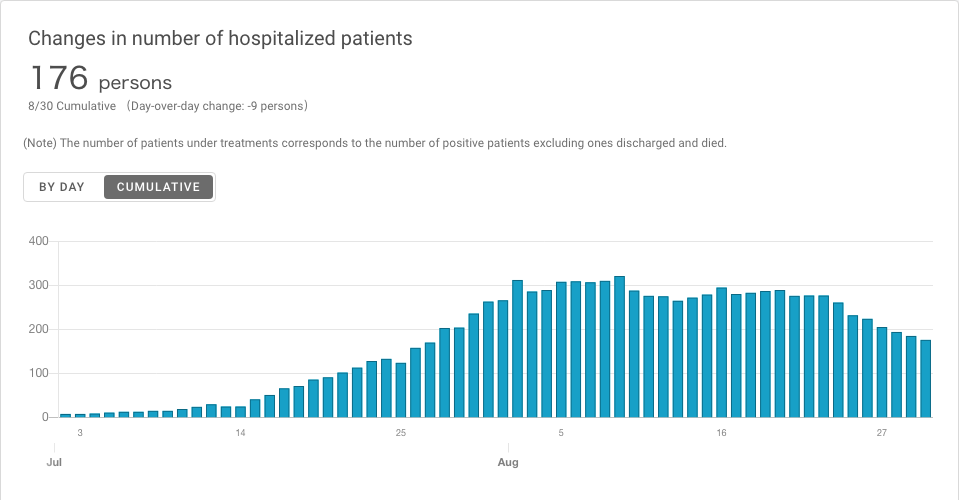 Changes in number of hospitalized patients
176 persons
8/30 Cumulative （Day-over-day change: -9 persons）
(Note) The number of patients under treatments corresponds to the number of positive patients excluding ones discharged and died.
BY DAY CUMULATIVE
400
300
200
100
0
3 14 25 5 16 27
Jul Aug